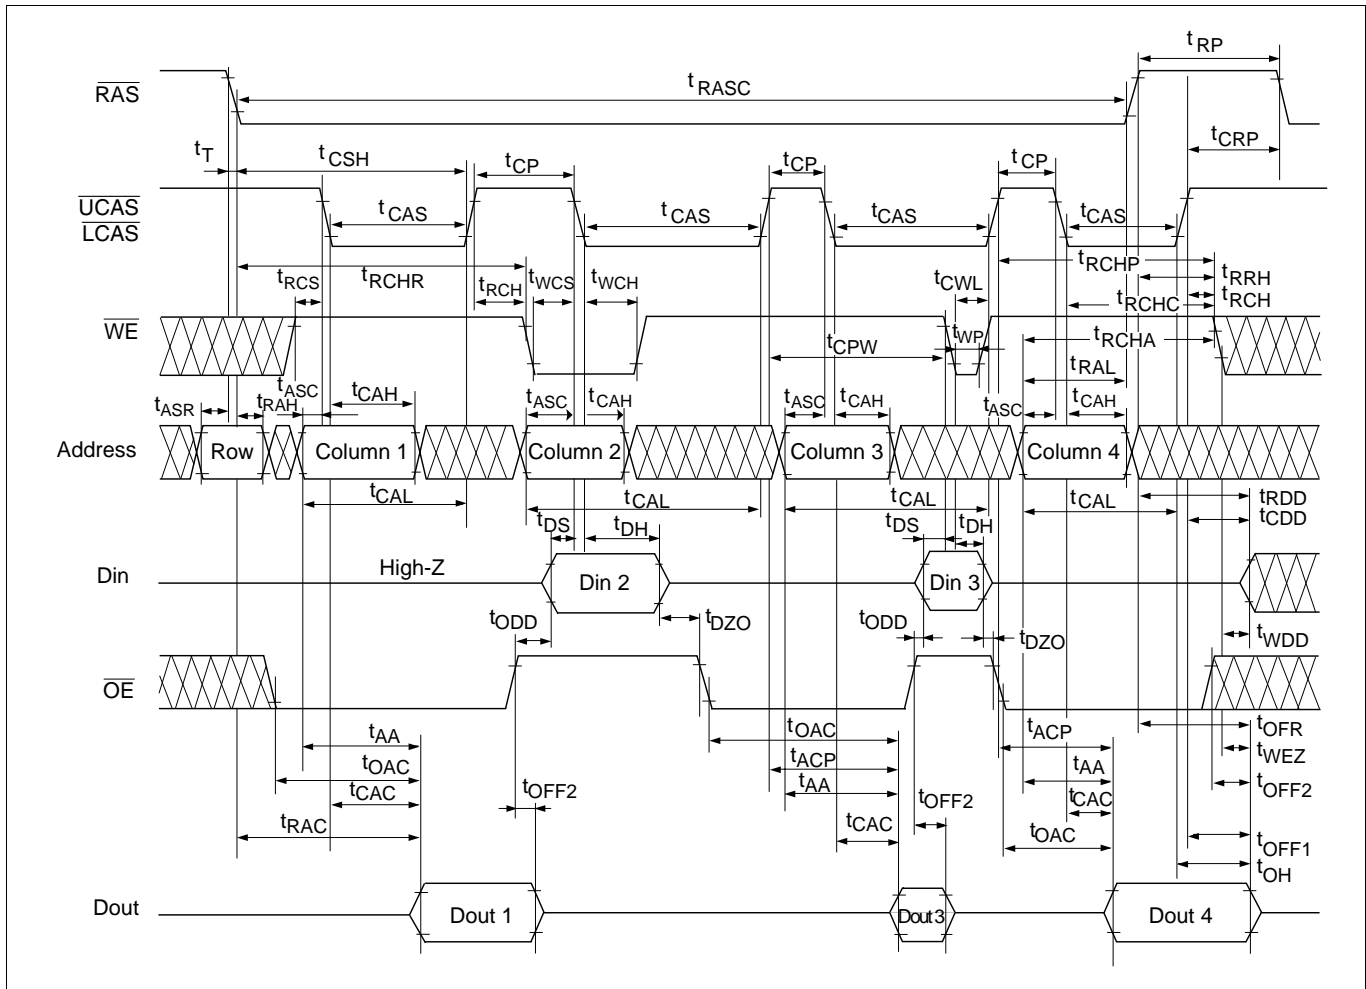 tRP
RAS
tRASC
tCRP
tT tCSH tCP tCP tCP
UCAS
LCAS
tCAS tCAS tCAS tCAS
tRCHP
tRCS tRCHR tRCH tWCS tWCH tCWL tRRH
tRCHC tRCH
WE
tWP
tCPW tRCHA
tRAL
tASR tRAH tASC tCAH tASC tCAH tASC tCAH tASC tCAH
Address Row Column 1 Column 2 Column 3 Column 4
tCAL tCAL tCAL tCAL tRDD
tCDD
tDS tDH tDS tDH
Din High-Z Din 2 Din 3
tODD tDZO tODD tDZO tWDD
OE
tAA tOAC tACP tOFR
tOAC tACP tAA tWEZ
tCAC tOFF2 tAA tOFF2 tCAC tOFF2
tRAC tCAC tOAC tOFF1
tOH
Dout Dout 1 Dout3 Dout 4